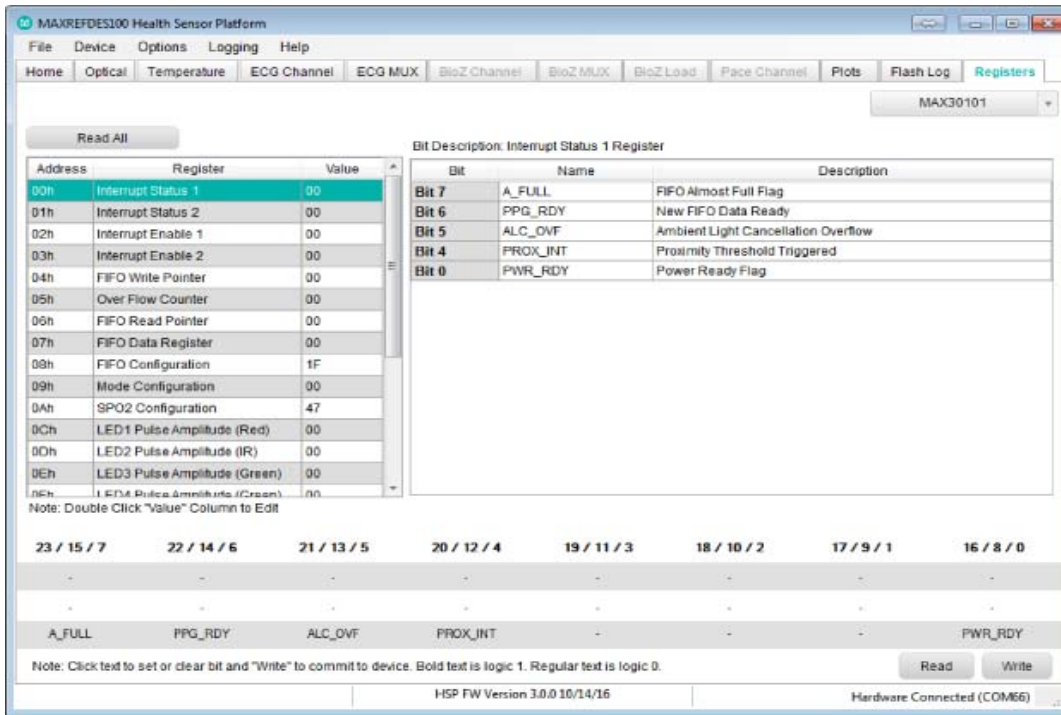 MAXREFDES100 Health Sensor Platform
File Device Options Logging Help
Home Optical Temperature ECG Channel ECG MUX BioZ Channel BioZ MUX BioZ Load Pace Channel Plots Flash Log Registers
MAX30101
Read All
Bit Description: Interrupt Status 1 Register
Address Register Value
00h Interrupt Status 1 00
01h Interrupt Status 2 00
02h Interrupt Enable 1 00
03h Interrupt Enable 2 00
04h FIFO Write Pointer 00
05h Over Flow Counter 00
06h FIFO Read Pointer 00
07h FIFO Data Register 00
08h FIFO Configuration 1F
09h Mode Configuration 00
0Ah SPO2 Configuration 47
0Ch LED1 Pulse Amplitude (Red) 00
0Dh LED2 Pulse Amplitude (IR) 00
0Eh LED3 Pulse Amplitude (Green) 00
0Fh LED4 Pulse Amplitude (Green) 00
Bit Name Description
Bit 7 A_FULL FIFO Almost Full Flag
Bit 6 PPG_RDY New FIFO Data Ready
Bit 5 ALC_OVF Ambient Light Cancellation Overflow
Bit 4 PROX_INT Proximity Threshold Triggered
Bit 0 PWR_RDY Power Ready Flag
Note: Double Click "Value" Column to Edit
23 / 15 / 7 22 / 14 / 6 21 / 13 / 5 20 / 12 / 4 19 / 11 / 3 18 / 10 / 2 17 / 9 / 1 16 / 8 / 0
- - - - - - - -
- - - - - - - -
A_FULL PPG_RDY ALC_OVF PROX_INT - - - PWR_RDY
Note: Click text to set or clear bit and "Write" to commit to device. Bold text is logic 1. Regular text is logic 0.
Read Write
HSP FW Version 3.0.0 10/14/16 Hardware Connected (COM66)